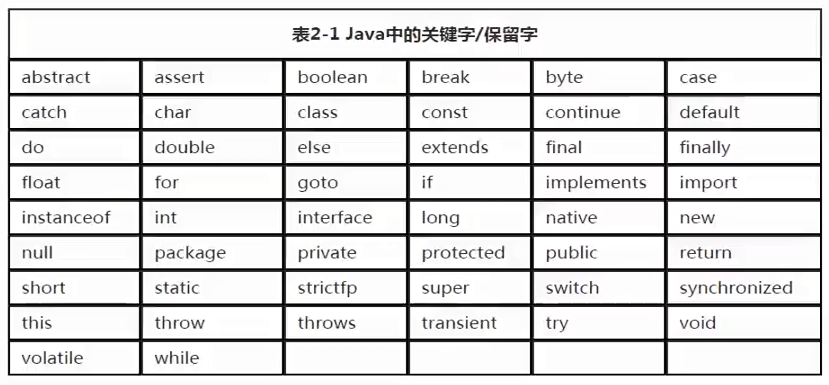 表2-1 Java中的关键字/保留字
abstract assert boolean break byte case
catch char class const continue default
do double else extends final finally
float for goto if implements import
instanceof int interface long native new
null package private protected public return
short static strictfp super switch synchronized
this throw throws transient try void
volatile while